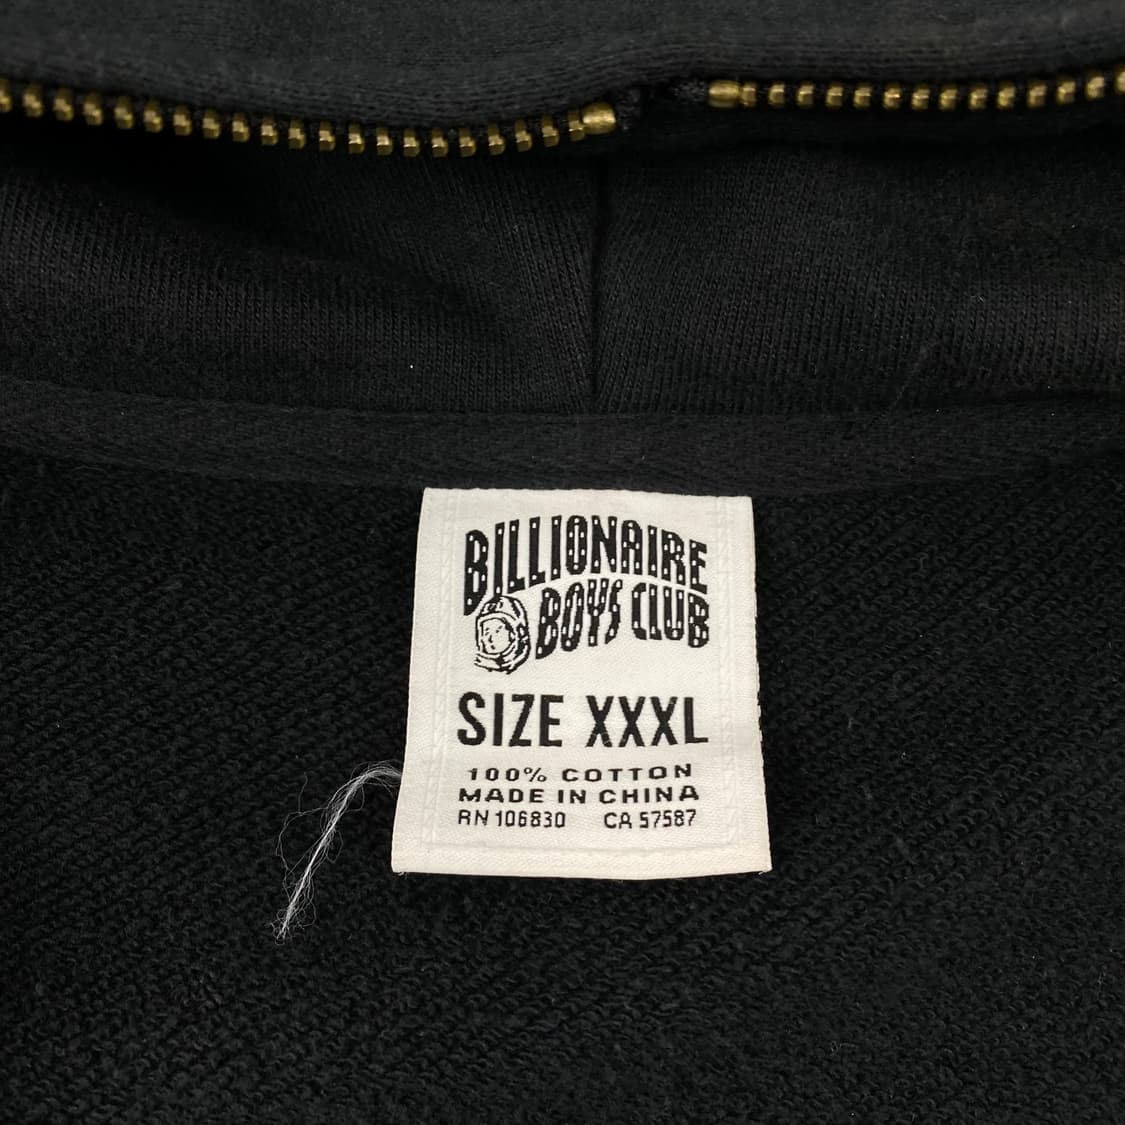 BILLIONAIRE
BOYS CLUB
SIZE XXXL
100% COTTON
MADE IN CHINA
RN 106830 CA 57587